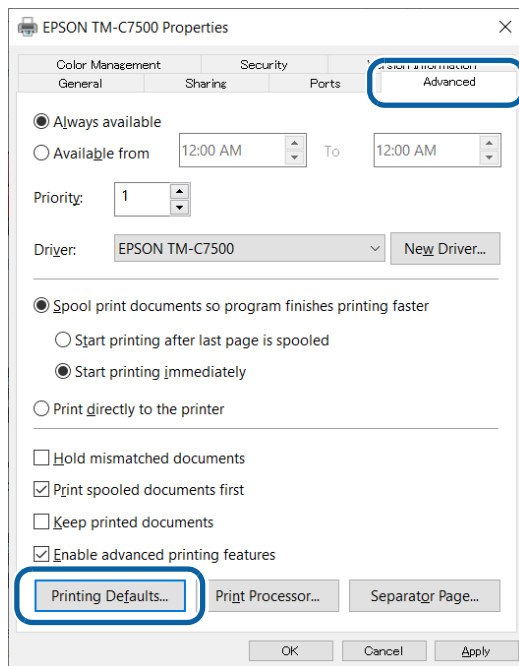 EPSON TM-C7500 Properties
Color Management Security Version Information
General Sharing Ports Advanced
Always available
Available from 12:00 AM To 12:00 AM
Priority: 1
Driver: EPSON TM-C7500 New Driver...
Spool print documents so program finishes printing faster
Start printing after last page is spooled
Start printing immediately
Print directly to the printer
Hold mismatched documents
Print spooled documents first
Keep printed documents
Enable advanced printing features
Printing Defaults... Print Processor... Separator Page...
OK Cancel Apply